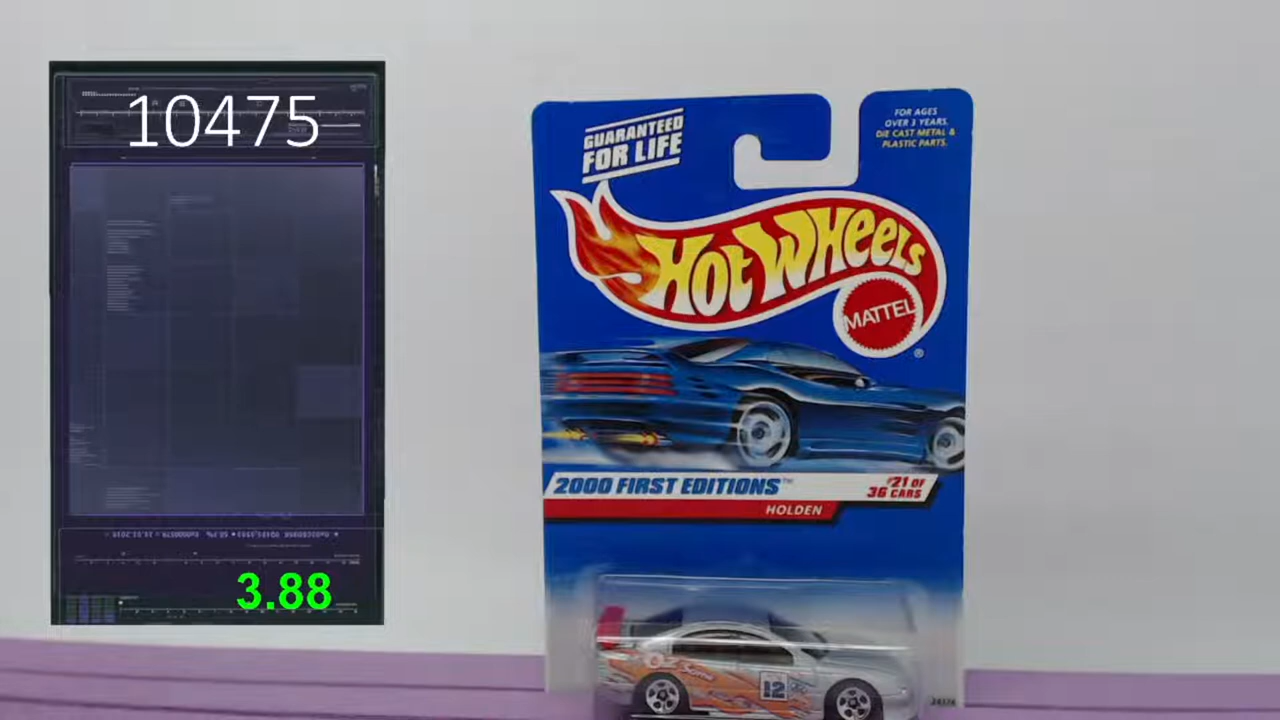 10475
3.88
GUARANTEED
FOR LIFE
FOR AGES
OVER 3 YEARS.
DIE CAST METAL &
PLASTIC PARTS.
HOT WHEELS
MATTEL
®
2000 FIRST EDITIONS™
#21 OF
36 CARS
HOLDEN
12